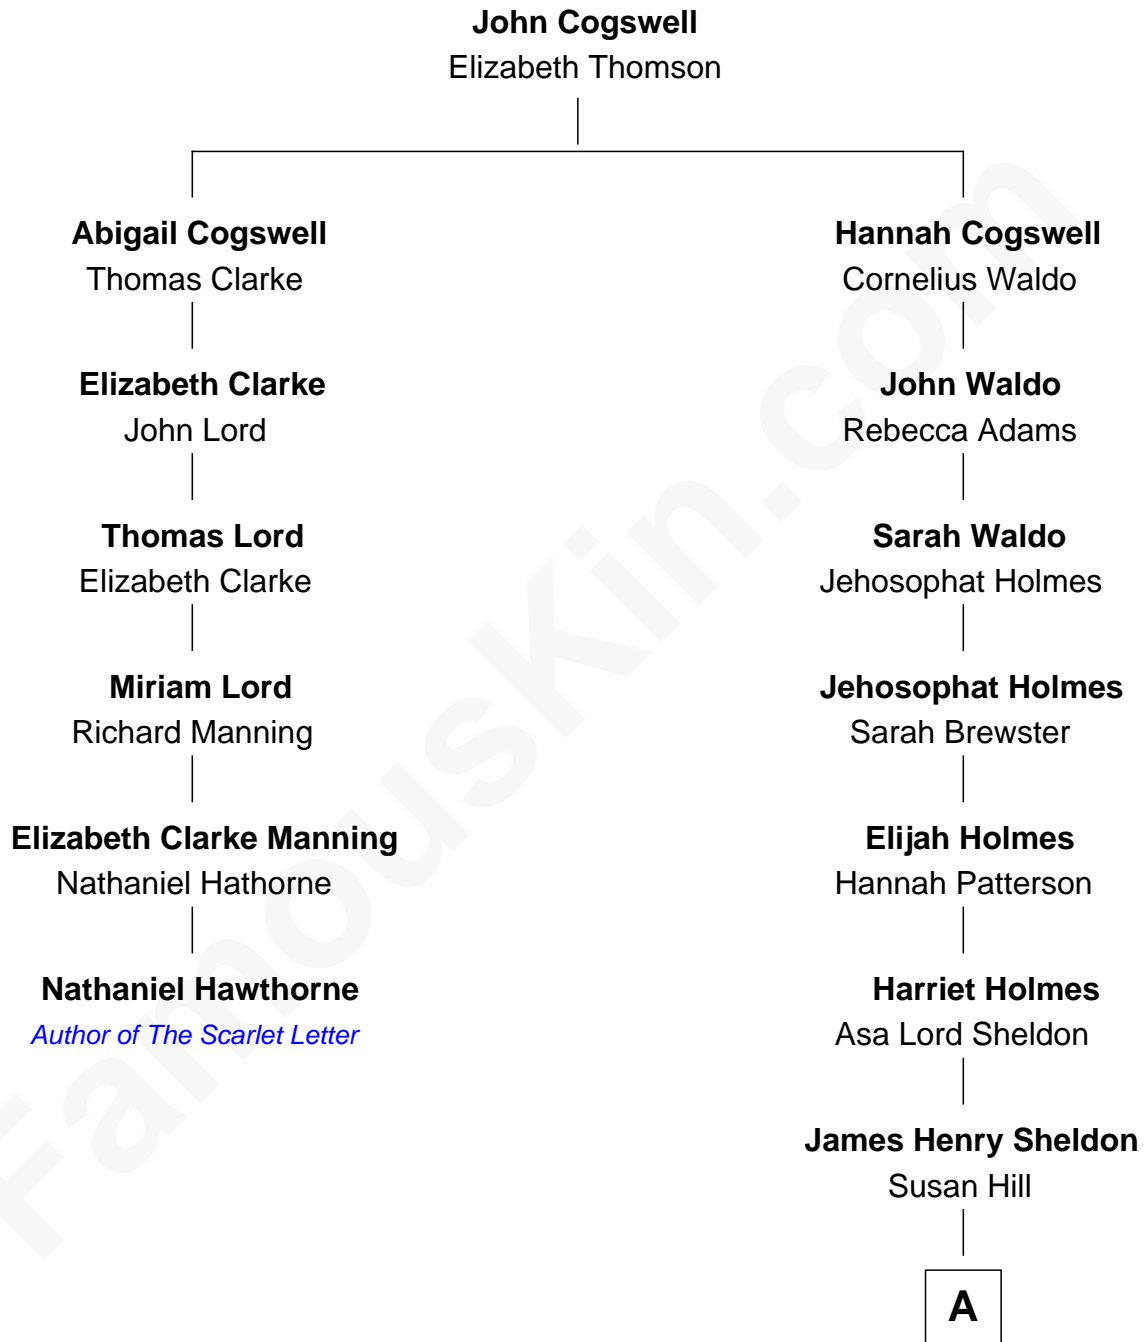 John Cogswell
Elizabeth Thomson
Abigail Cogswell
Thomas Clarke
Hannah Cogswell
Cornelius Waldo
Elizabeth Clarke
John Lord
John Waldo
Rebecca Adams
Thomas Lord
Elizabeth Clarke
Sarah Waldo
Jehosophat Holmes
Miriam Lord
Richard Manning
Jehosophat Holmes
Sarah Brewster
Elizabeth Clarke Manning
Nathaniel Hathorne
Elijah Holmes
Hannah Patterson
Nathaniel Hawthorne
Author of The Scarlet Letter
Harriet Holmes
Asa Lord Sheldon
James Henry Sheldon
Susan Hill
A
FamousKin.com